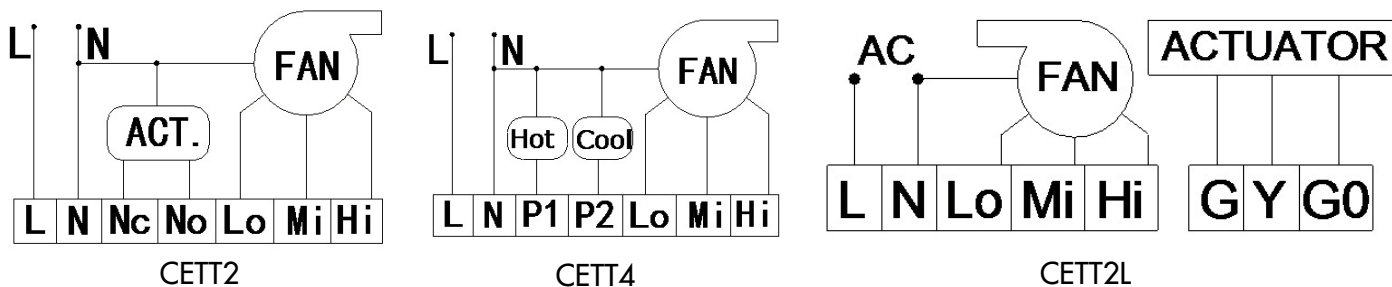 L N FAN
ACT.
L N Nc No Lo Mi Hi
CETT2
L N FAN
Hot Cool
L N P1 P2 Lo Mi Hi
CETT4
AC FAN
L N Lo Mi Hi
ACTUATOR
G Y G0
CETT2L